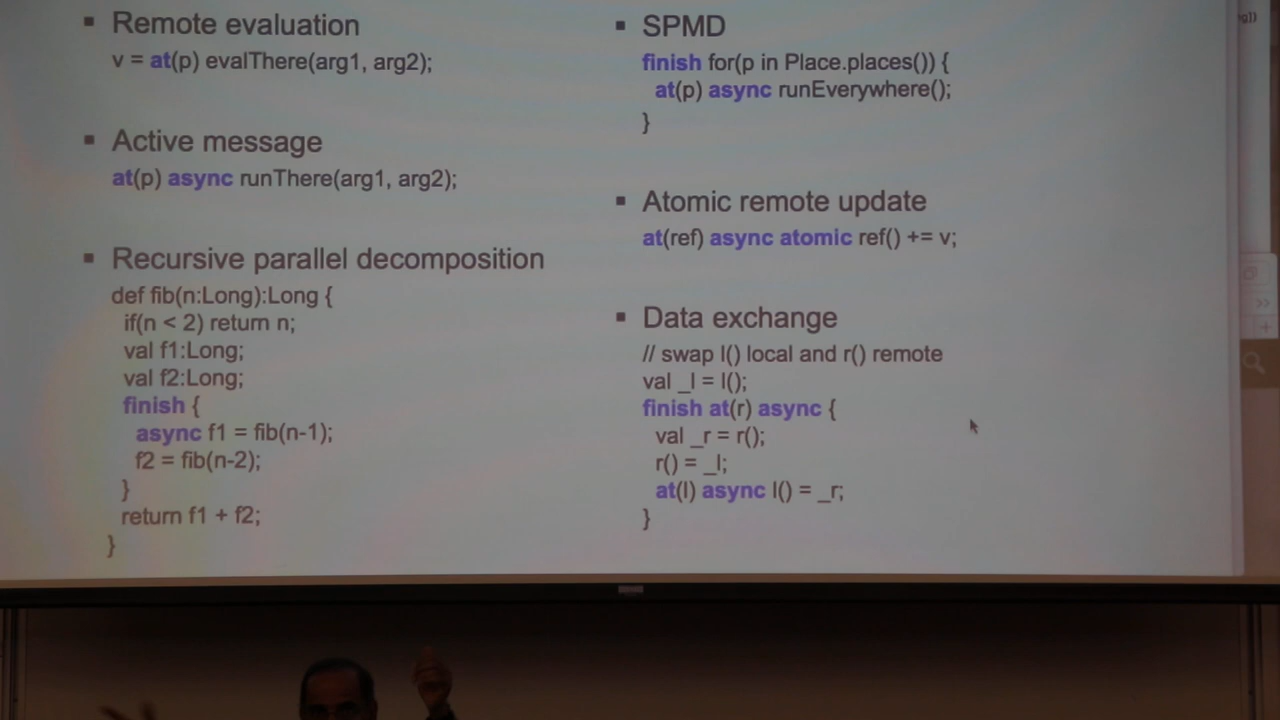 ▪ Remote evaluation
v = at(p) evalThere(arg1, arg2);
▪ Active message
at(p) async runThere(arg1, arg2);
▪ Recursive parallel decomposition
def fib(n:Long):Long {
if(n < 2) return n;
val f1:Long;
val f2:Long;
finish {
async f1 = fib(n-1);
f2 = fib(n-2);
}
return f1 + f2;
}
▪ SPMD
finish for(p in Place.places()) {
at(p) async runEverywhere();
}
▪ Atomic remote update
at(ref) async atomic ref() += v;
▪ Data exchange
// swap l() local and r() remote
val _l = l();
finish at(r) async {
val _r = r();
r() = _l;
at(l) async l() = _r;
}